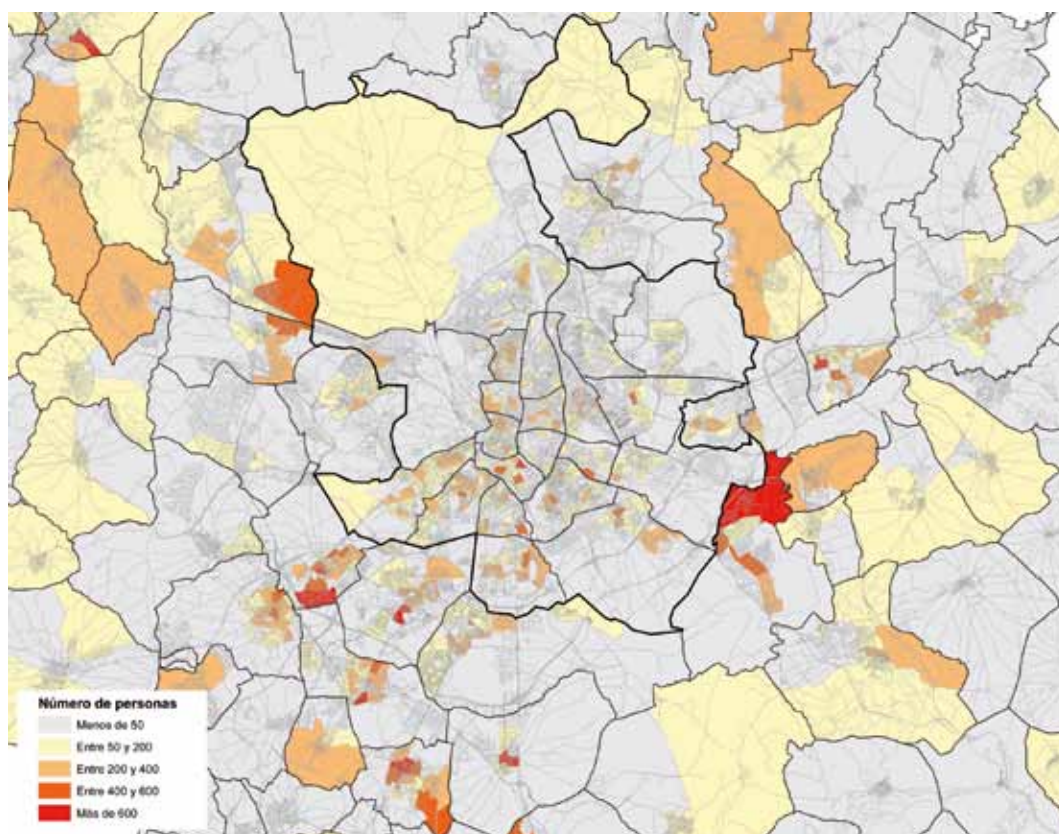 Número de personas
Menos de 50
Entre 50 y 200
Entre 200 y 400
Entre 400 y 600
Más de 600